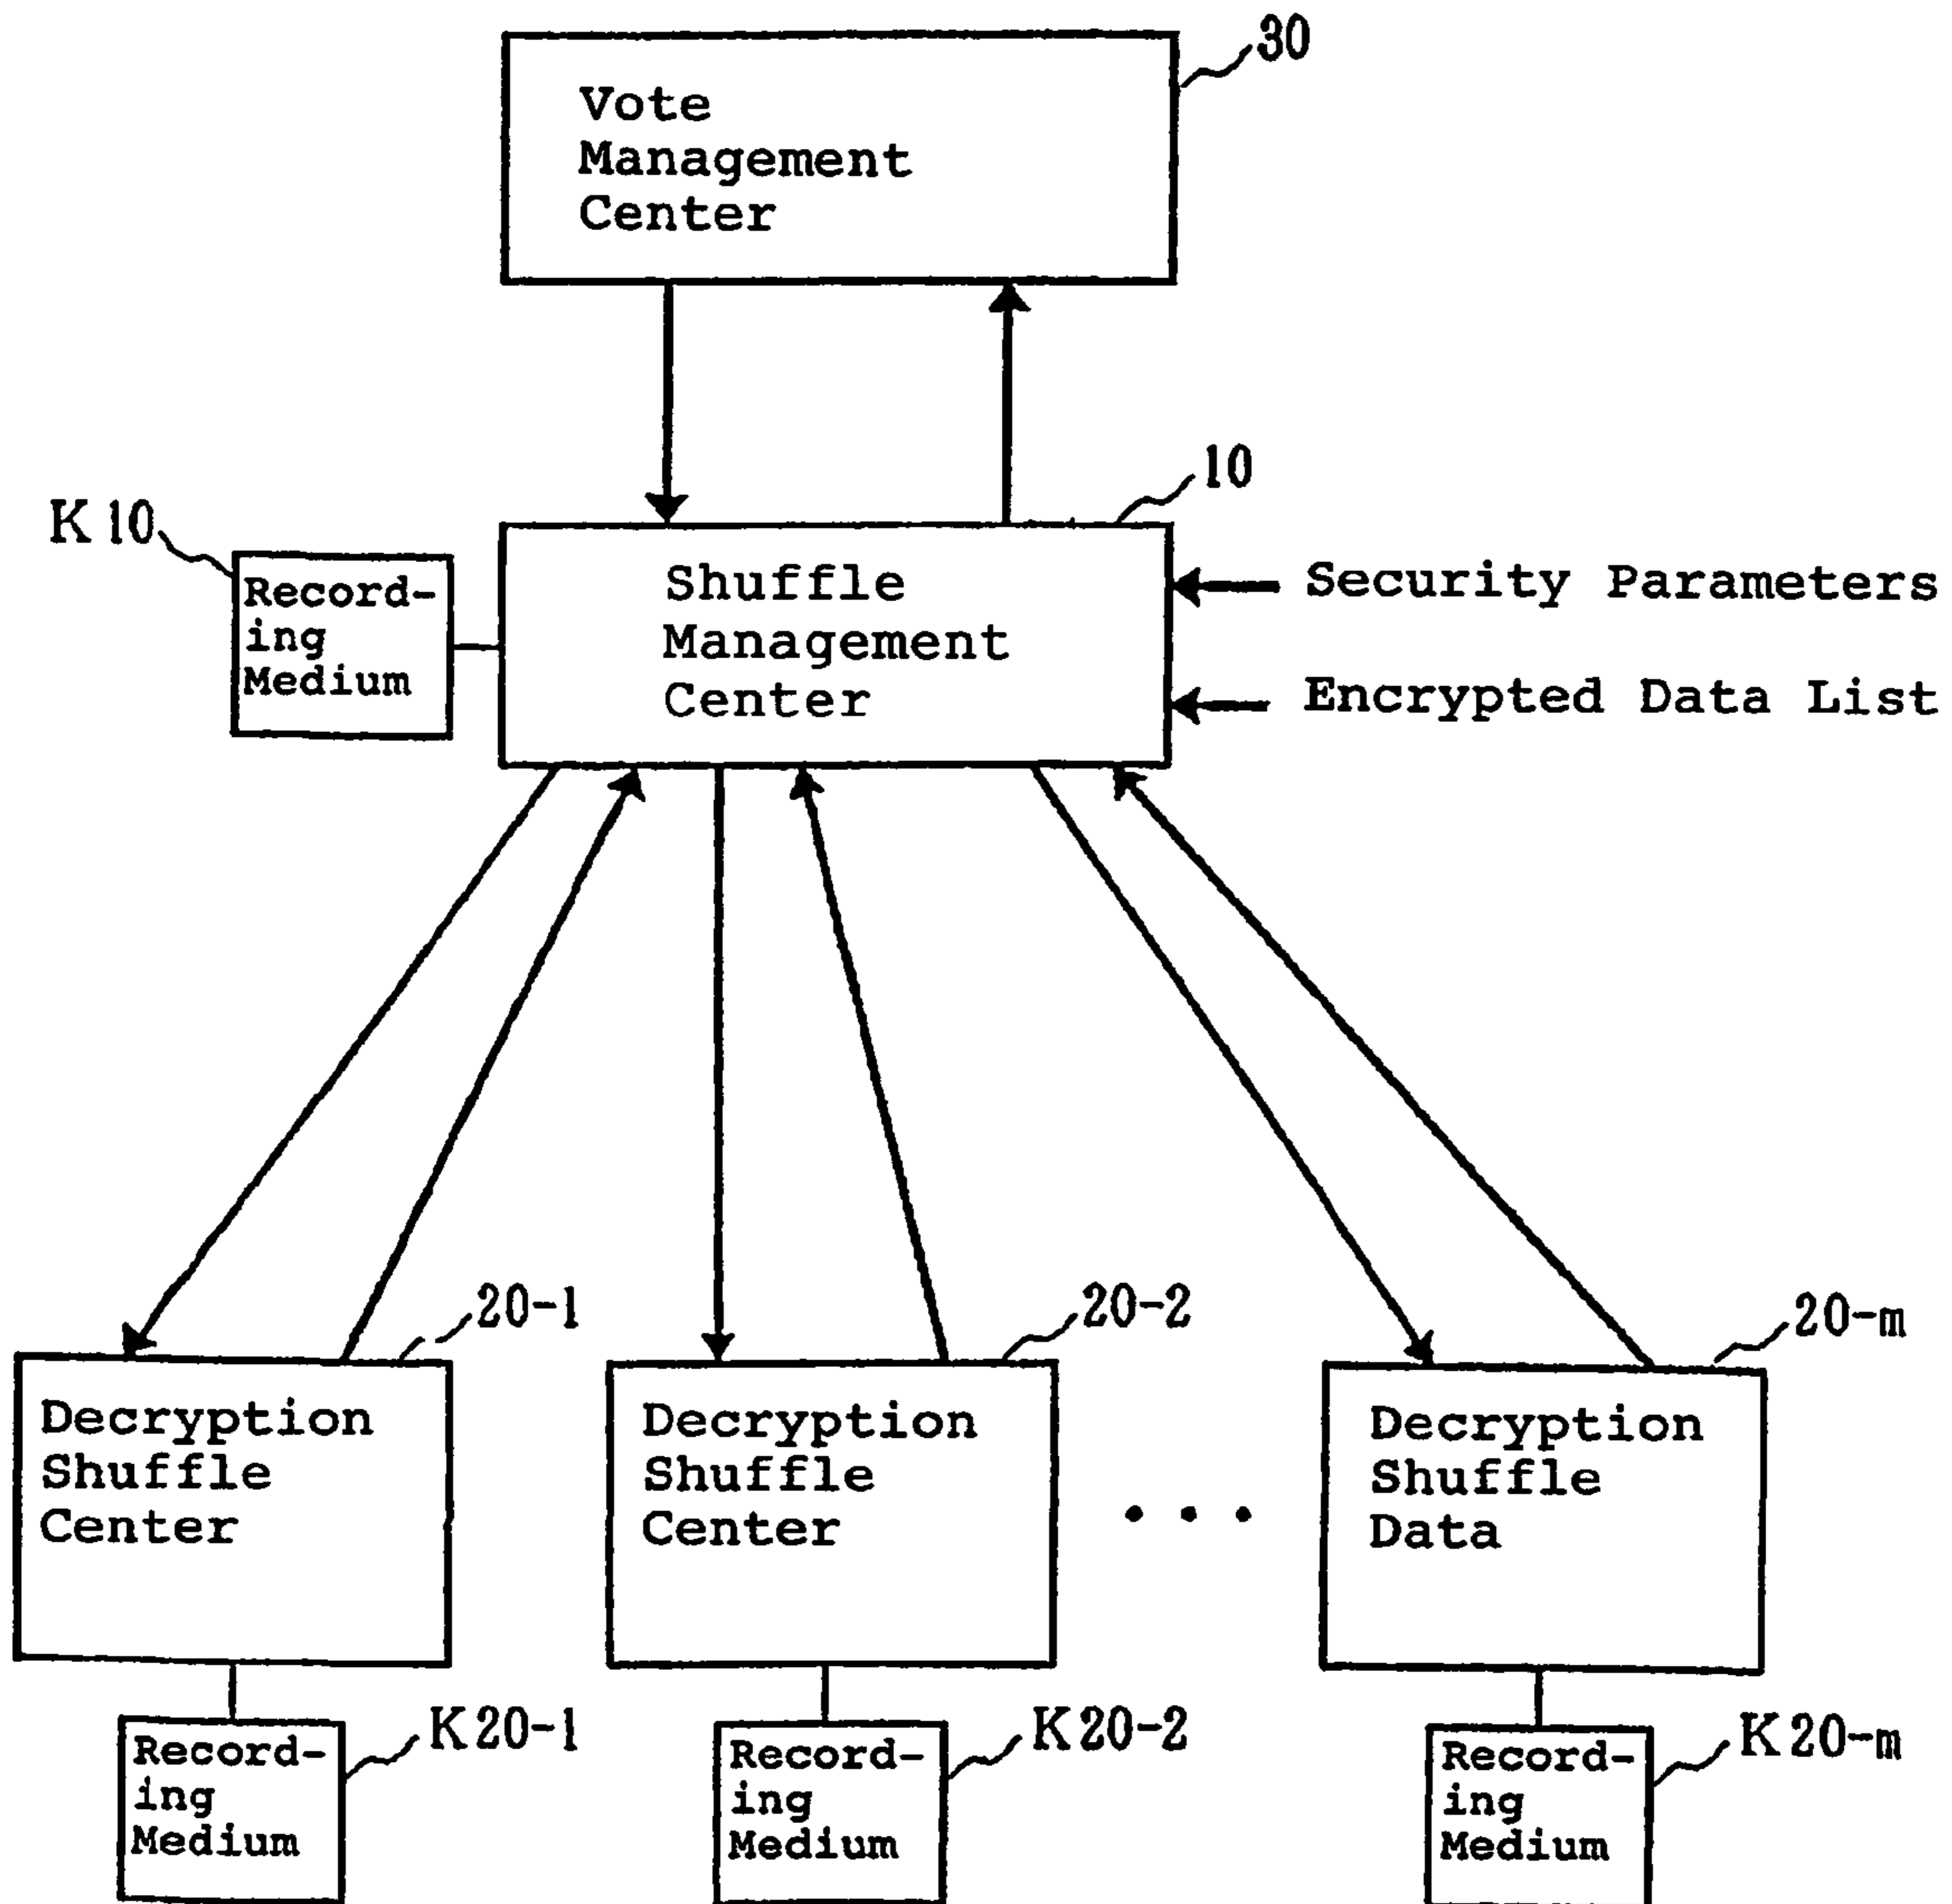 30
Vote
Management
Center
10
K10
Record-
ing
Medium
Shuffle
Management
Center
Security Parameters
Encrypted Data List
20-1
20-2
20-m
Decryption
Shuffle
Center
Decryption
Shuffle
Center
• • •
Decryption
Shuffle
Data
K20-1
Record-
ing
Medium
K20-2
Record-
ing
Medium
K20-m
Record-
ing
Medium